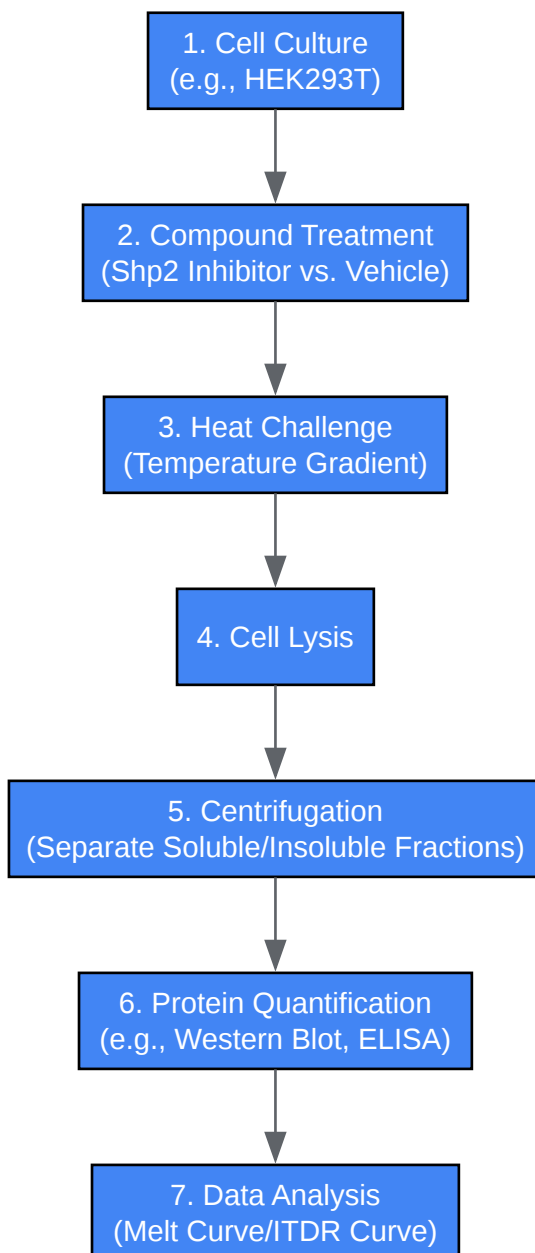 1. Cell Culture
(e.g., HEK293T)
2. Compound Treatment
(Shp2 Inhibitor vs. Vehicle)
3. Heat Challenge
(Temperature Gradient)
4. Cell Lysis
5. Centrifugation
(Separate Soluble/Insoluble Fractions)
6. Protein Quantification
(e.g., Western Blot, ELISA)
7. Data Analysis
(Melt Curve/ITDR Curve)